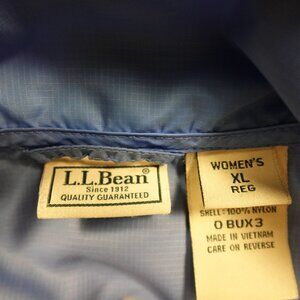 L.L.Bean®
Since 1912
QUALITY GUARANTEED
WOMEN'S
XL
REG
SHELL: 100% NYLON
0 BUX3
MADE IN VIETNAM
CARE ON REVERSE